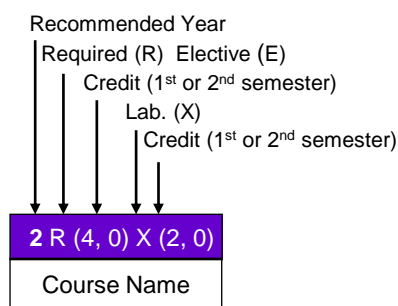 Recommended Year
Required (R) Elective (E)
Credit (1st or 2nd semester)
Lab. (X)
Credit (1st or 2nd semester)
2 R (4, 0) X (2, 0)
Course Name